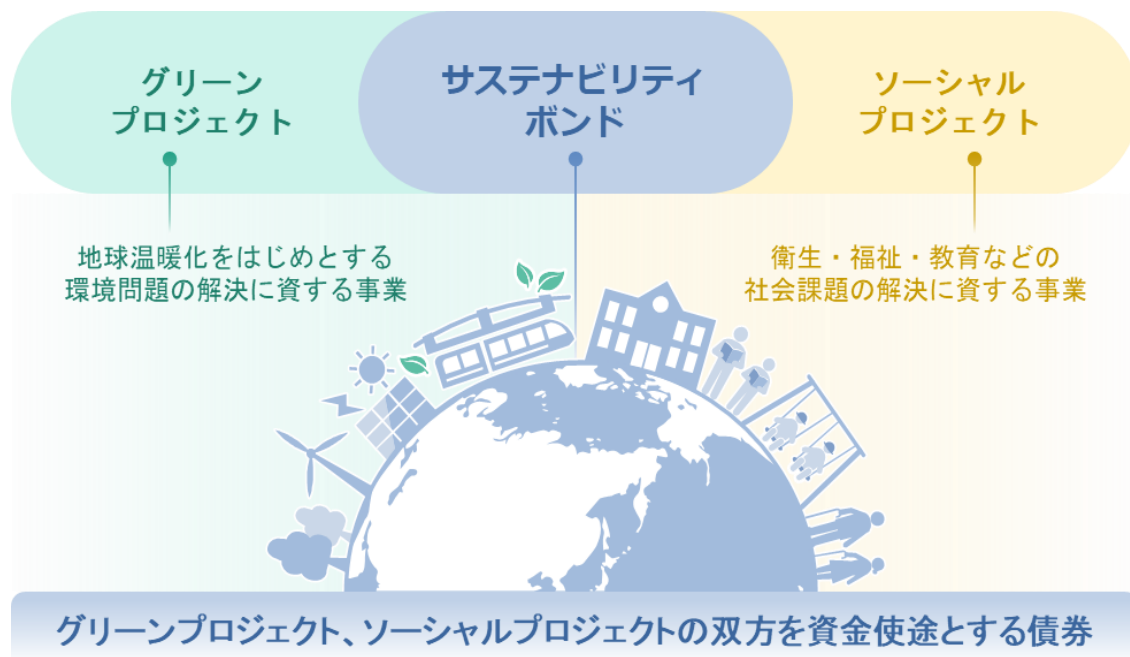 グリーン
プロジェクト
サステナビリティ
ボンド
ソーシャル
プロジェクト
地球温暖化をはじめとする
環境問題の解決に資する事業
衛生・福祉・教育などの
社会課題の解決に資する事業
グリーンプロジェクト、ソーシャルプロジェクトの双方を資金使途とする債券